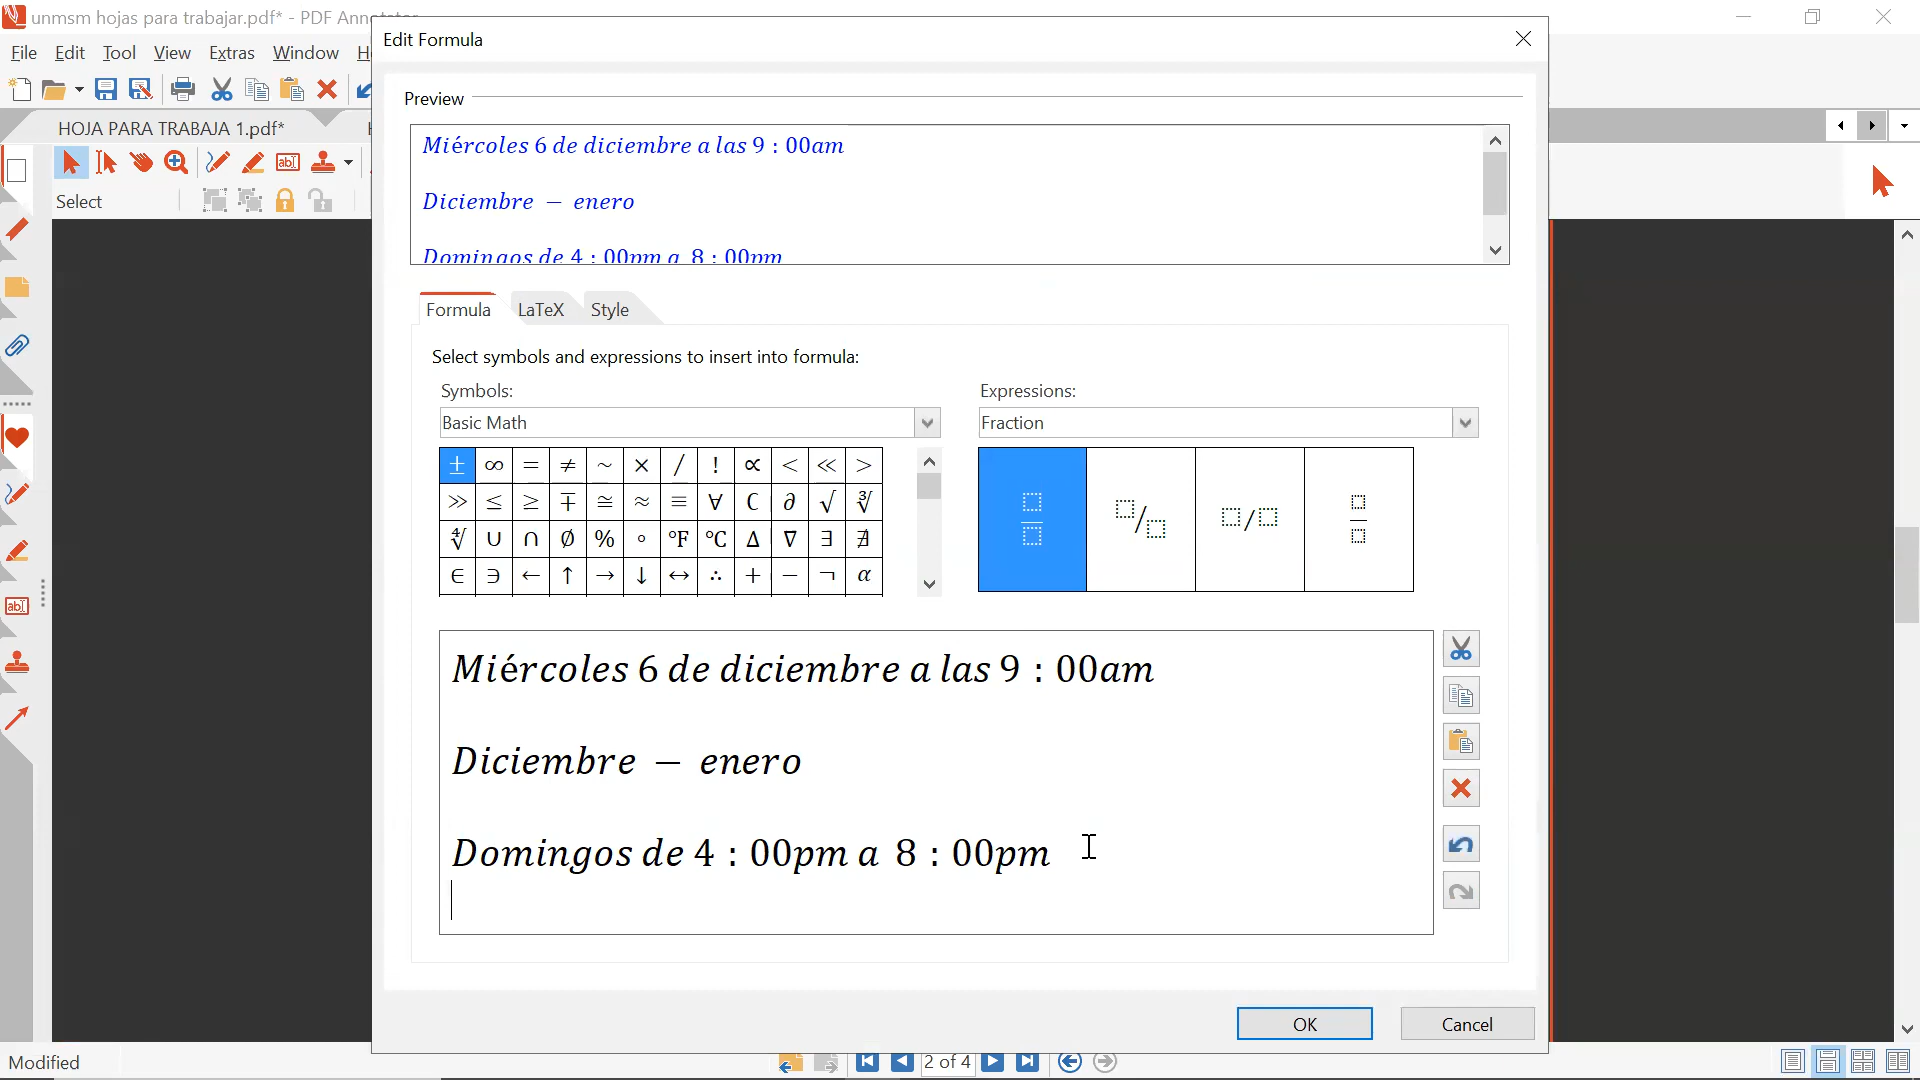 unmsm hojas para trabajar.pdf* - PDF Annotator
File Edit Tool View Extras Window
HOJA PARA TRABAJA 1.pdf*
Select
Edit Formula
Preview
Miércoles 6 de diciembre a las 9 : 00am
Diciembre − enero
Domingos de 4 : 00pm a 8 : 00pm
Formula LaTeX Style
Select symbols and expressions to insert into formula:
Symbols: Expressions:
Basic Math Fraction
± ∞ = ≠ ~ × / ! ∝ < ≪ >
≫ ≤ ≥ ∓ ≅ ≈ ≡ ∀ ∁ ∂ √ ∛
∜ ∪ ∩ ∅ % ° °F °C ∆ ∇ ∃ ∄
∈ ∋ ← ↑ → ↓ ↔ ∴ + − ¬ α
Miércoles 6 de diciembre a las 9 : 00am
Diciembre − enero
Domingos de 4 : 00pm a 8 : 00pm
OK Cancel
Modified 2 of 4